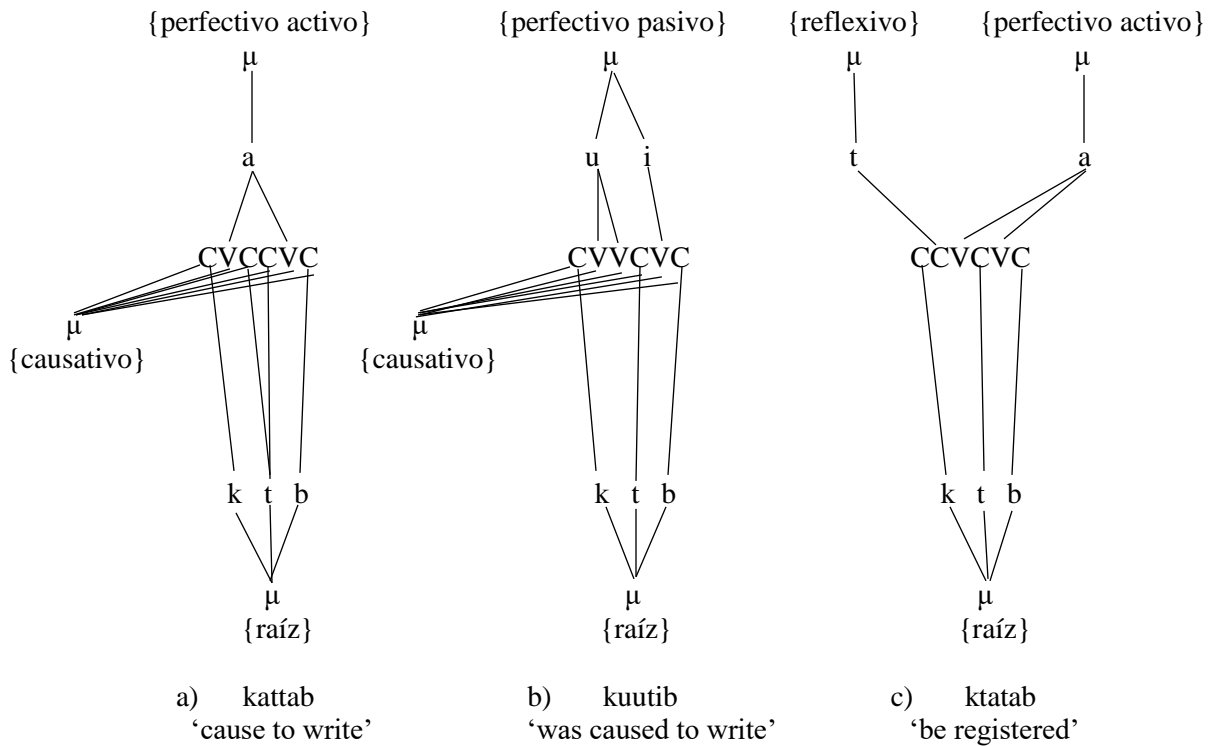 {perfectivo activo} {perfectivo pasivo} {reflexivo} {perfectivo activo}
μ μ μ μ
a u i t a
CVCCVC CVVCVC CCVCVC
μ μ
{causativo} {causativo}
k t b k t b k t b
μ μ μ
{raíz} {raíz} {raíz}
a) kattab b) kuutib c) ktatab
‘cause to write’ ‘was caused to write’ ‘be registered’